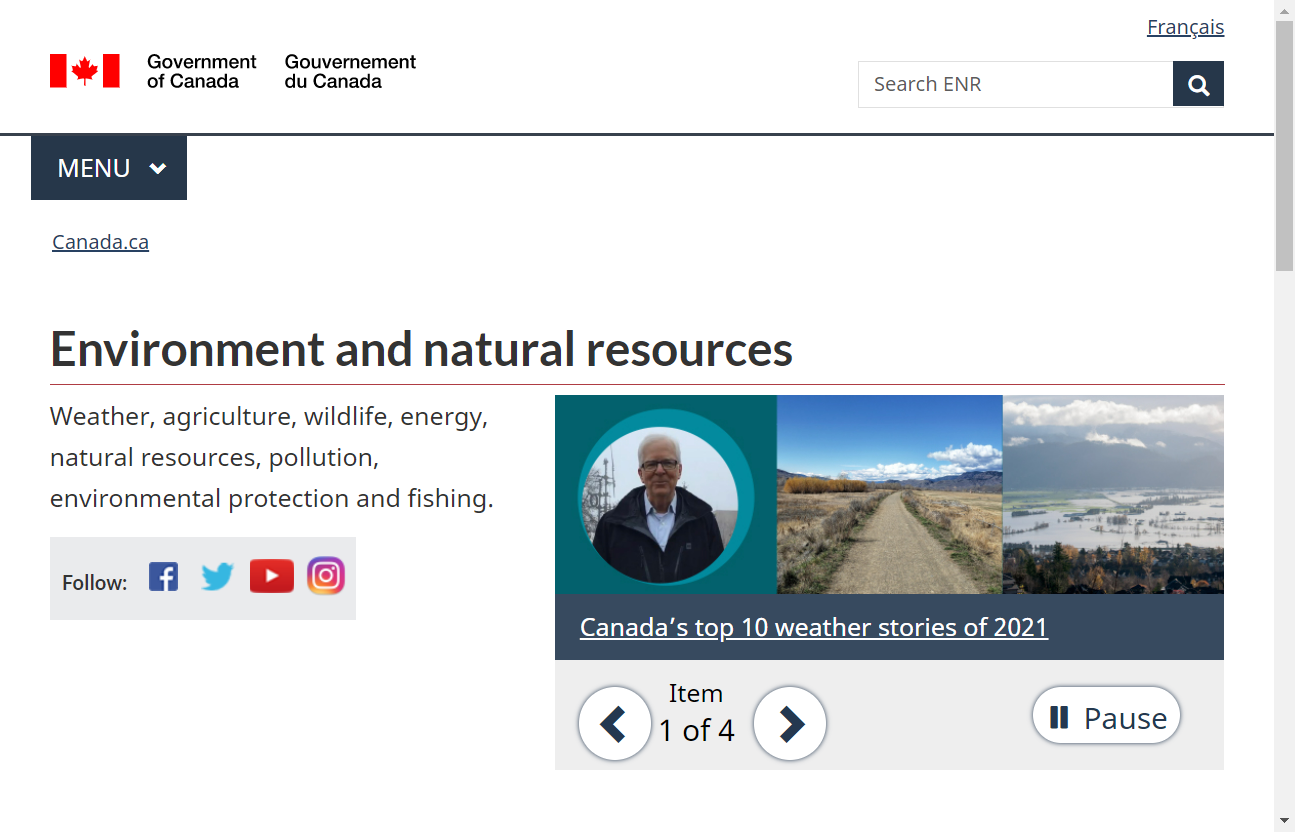 Français
Government
of Canada
Gouvernement
du Canada
Search ENR
MENU
Canada.ca
Environment and natural resources
Weather, agriculture, wildlife, energy,
natural resources, pollution,
environmental protection and fishing.
Follow:
Canada’s top 10 weather stories of 2021
Item
1 of 4
Pause